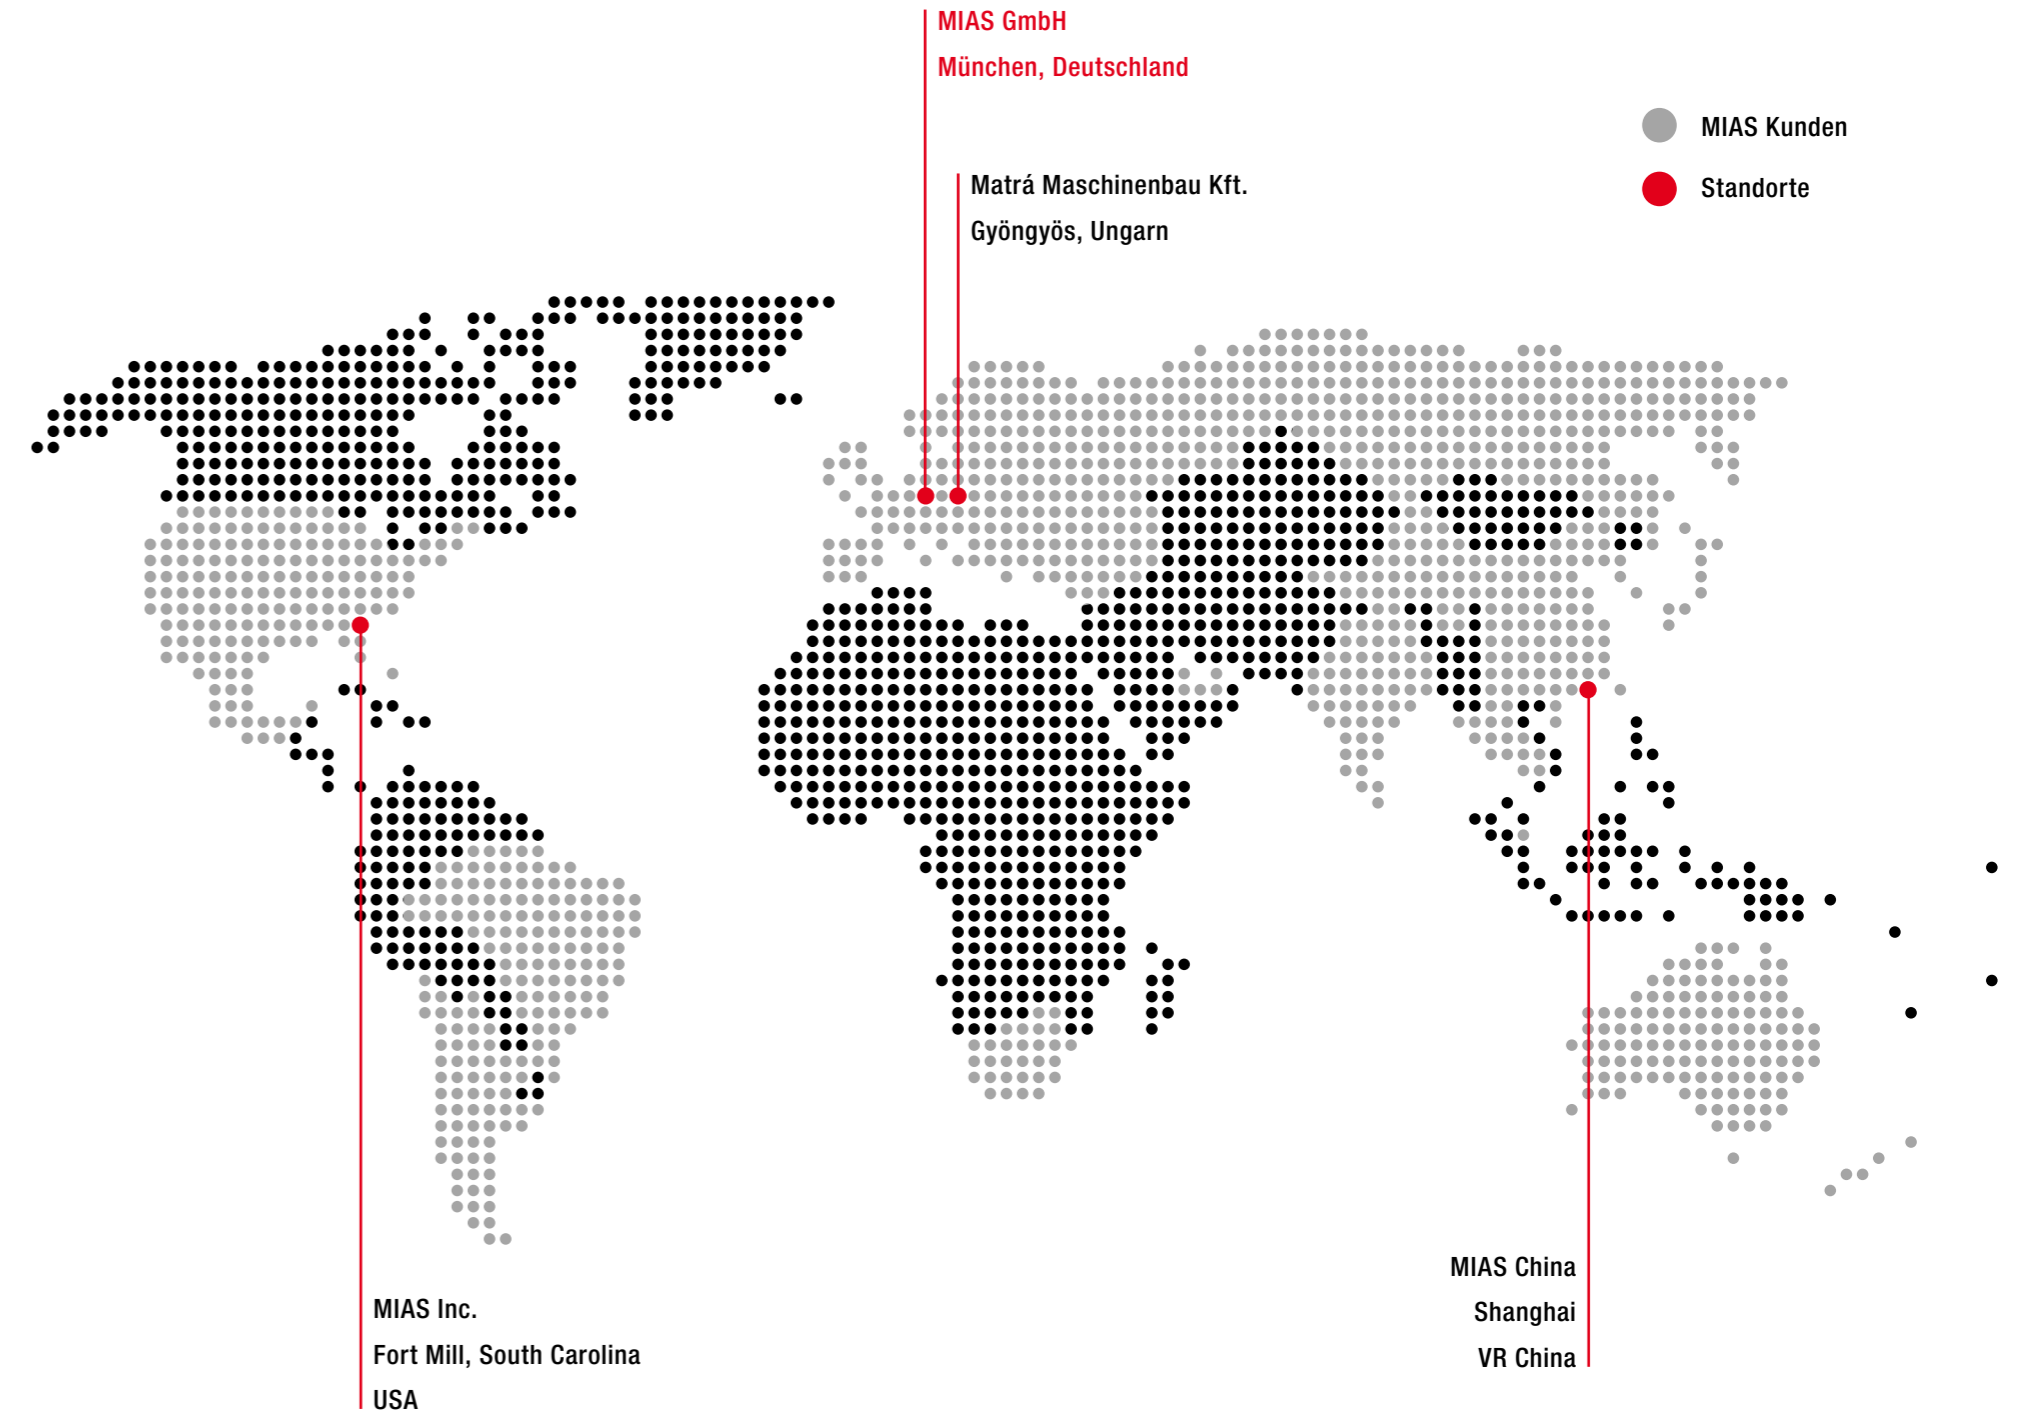 MIAS GmbH
München, Deutschland
MIAS Kunden
Standorte
Matrá Maschinenbau Kft.
Gyöngyös, Ungarn
MIAS China
Shanghai
VR China
MIAS Inc.
Fort Mill, South Carolina
USA